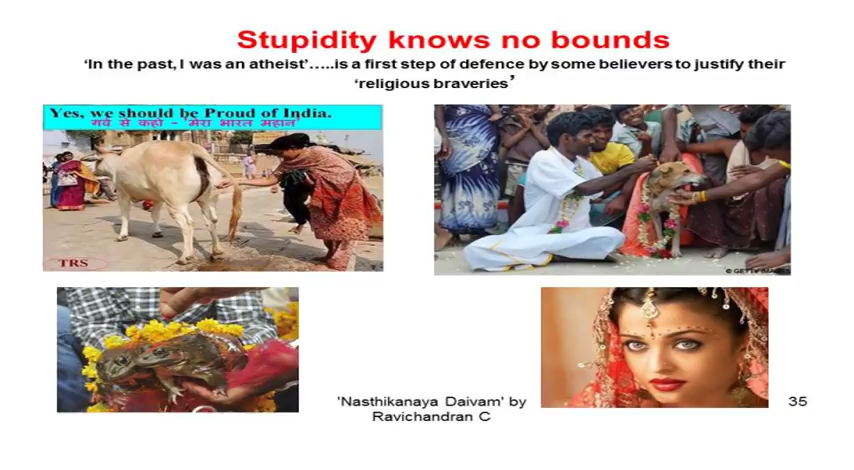 Stupidity knows no bounds
‘In the past, I was an atheist’…..is a first step of defence by some believers to justify their
‘religious braveries’
Yes, we should be Proud of India.
गर्व से कहो - 'मेरा भारत महान'
TRS
© GETTY IMAGES
'Nasthikanaya Daivam' by
Ravichandran C
35